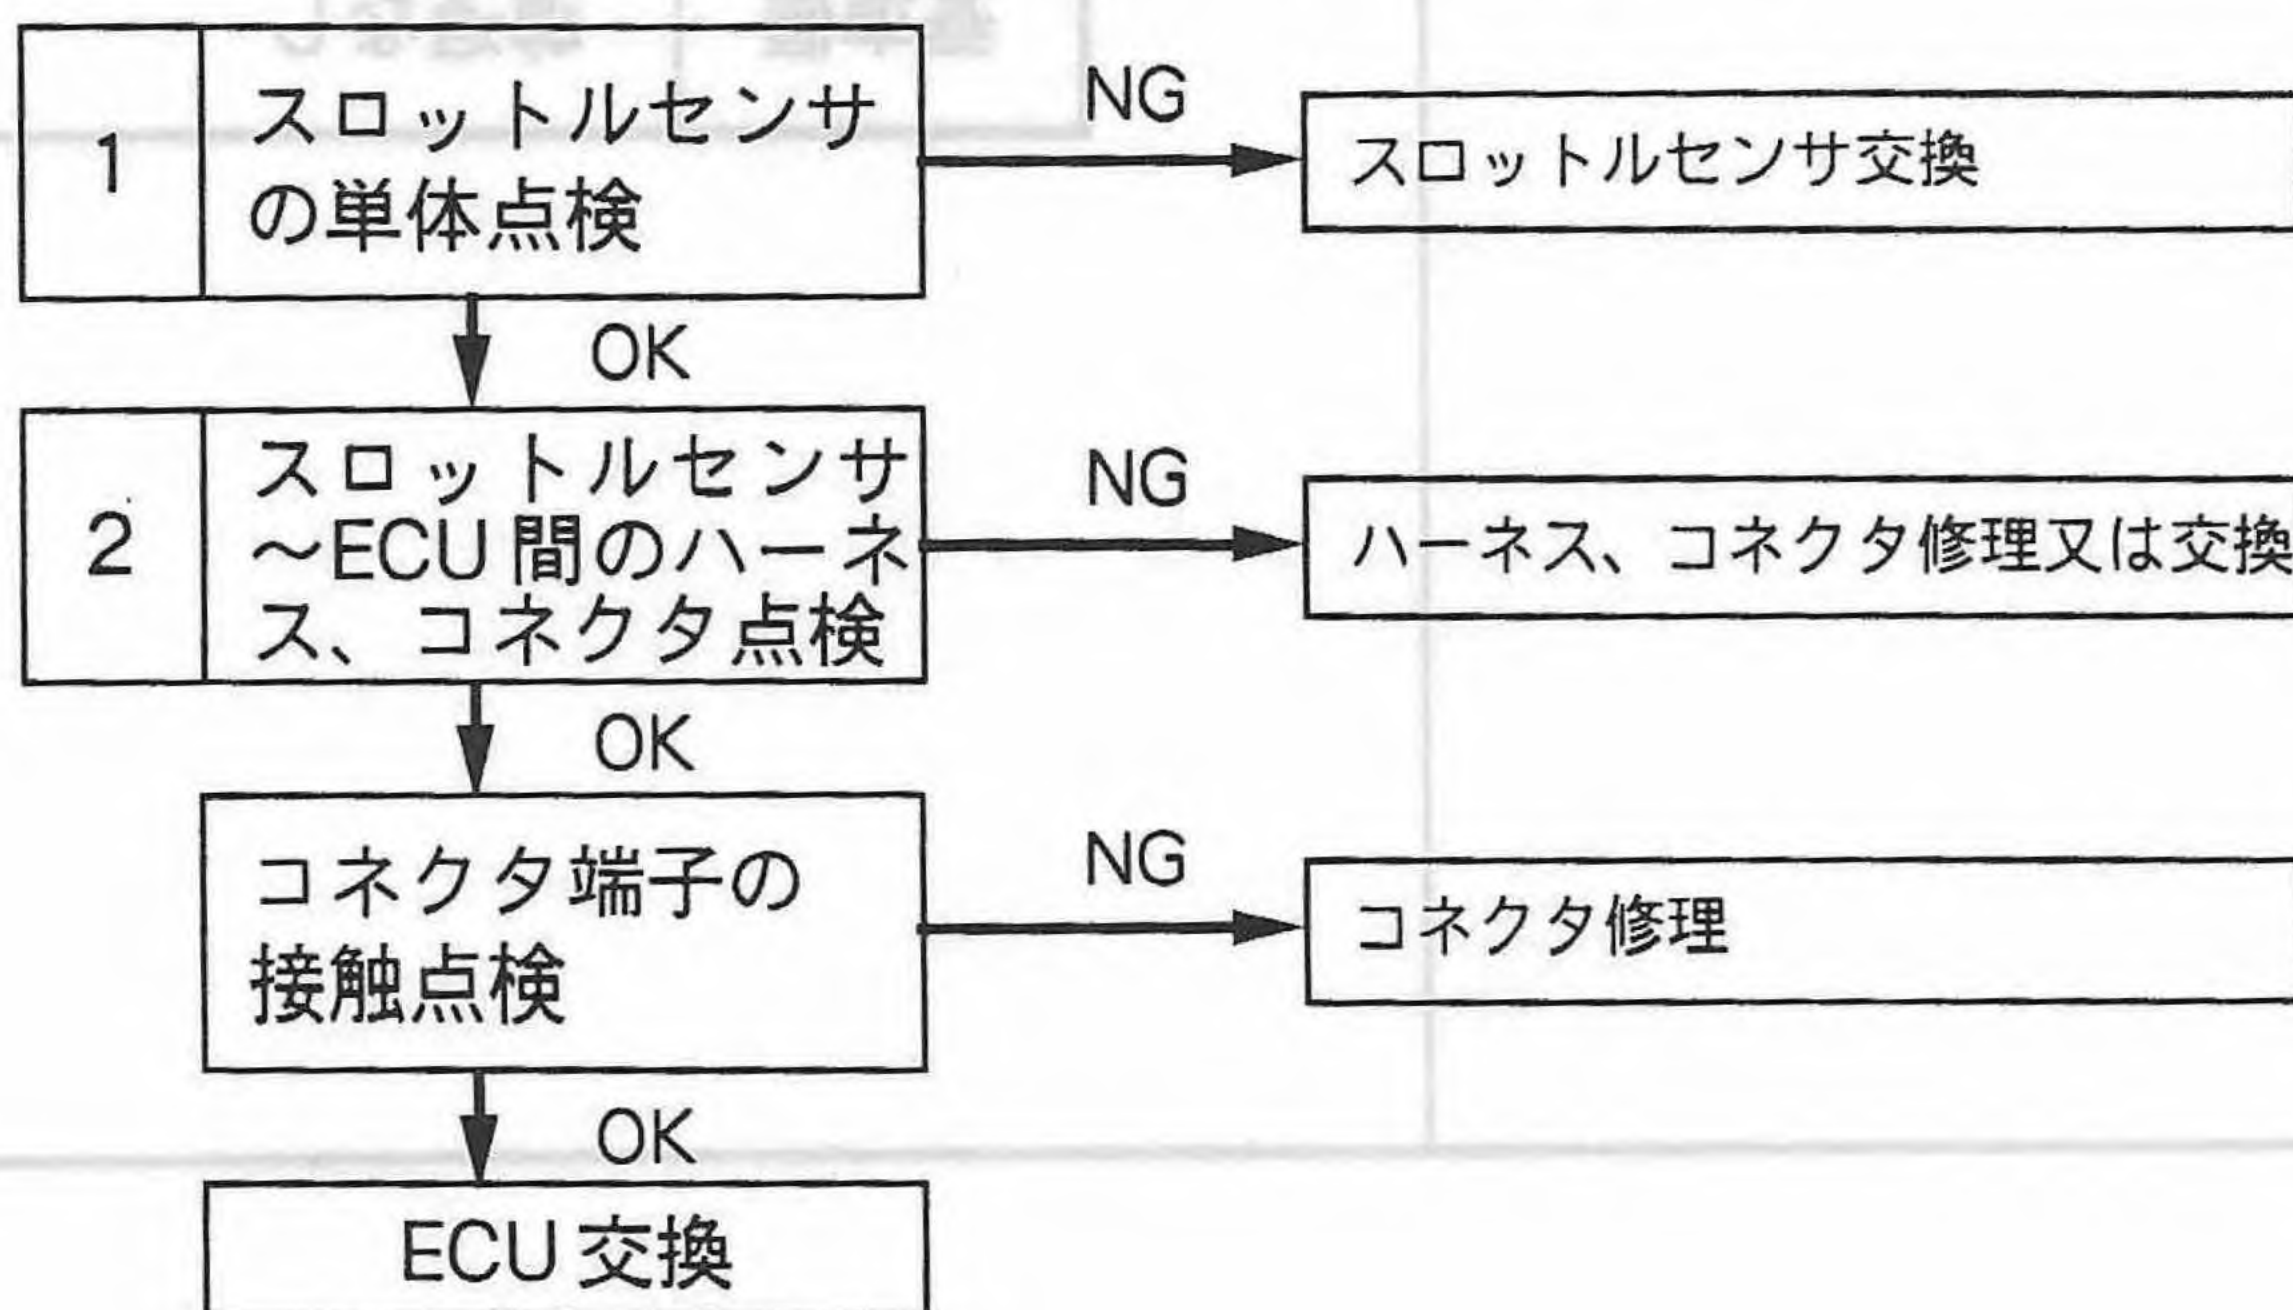 1
スロットルセンサ
の単体点検
NG
スロットルセンサ交換
OK
2
スロットルセンサ
～ECU間のハーネ
ス、コネクタ点検
NG
ハーネス、コネクタ修理又は交換
OK
コネクタ端子の
接触点検
NG
コネクタ修理
OK
ECU交換